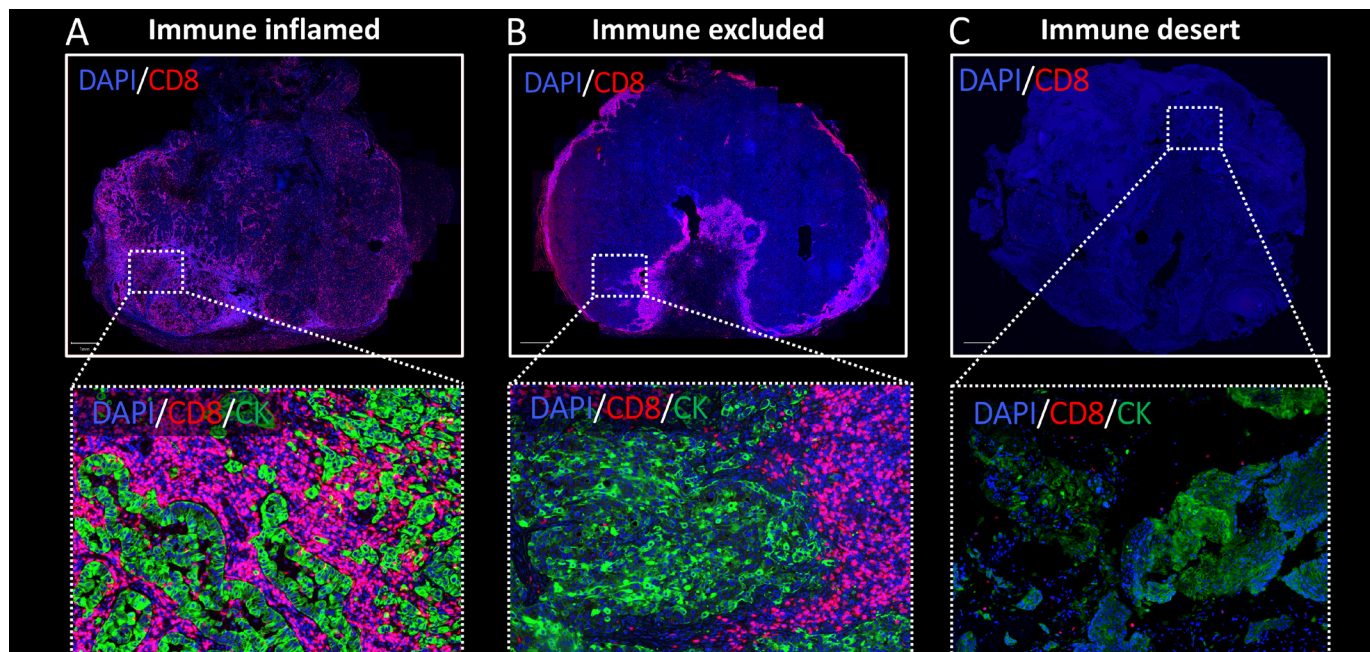 A Immune inflamed
B Immune excluded
C Immune desert
DAPI/CD8
DAPI/CD8
DAPI/CD8
DAPI/CD8/CK
DAPI/CD8/CK
DAPI/CD8/CK